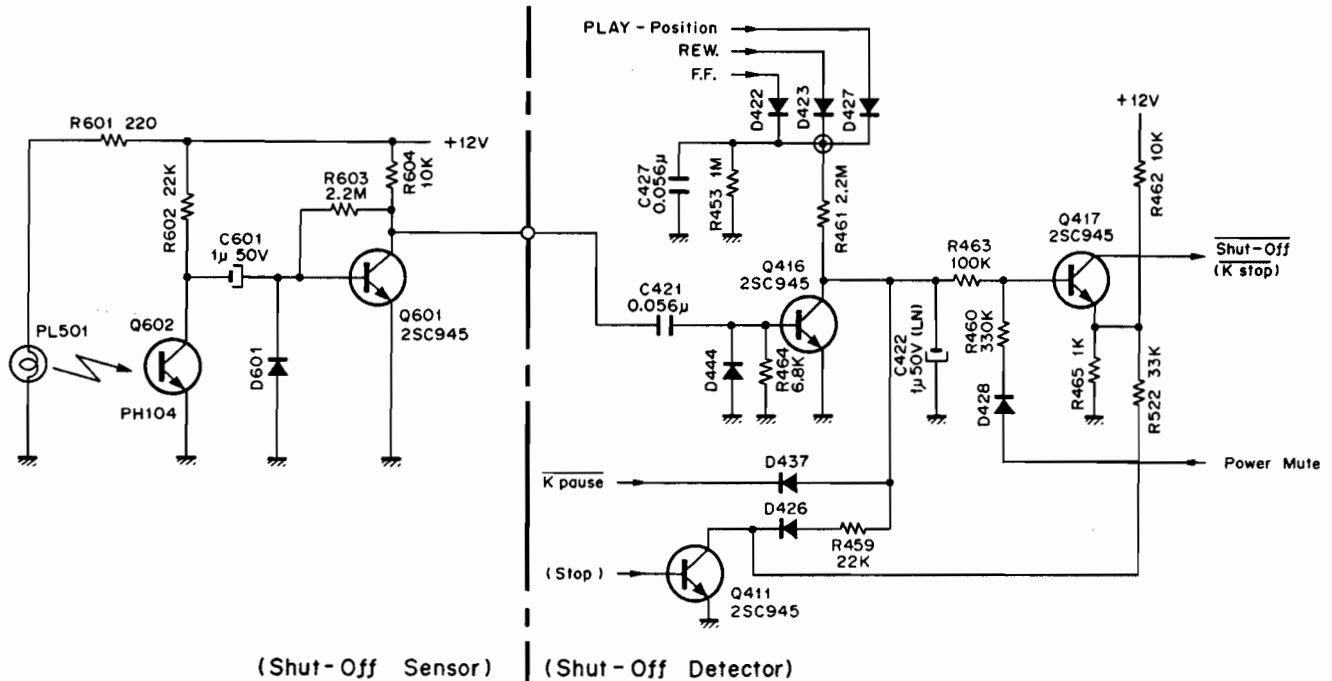 PLAY - Position
REW.
F.F.
D422
D423
D427
+12V
R601 220
+12V
R602 22K
R603
2.2M
R604
10K
C601
1μ 50V
PL501
Q602
PH104
D601
Q601
2SC945
C427
0.056μ
R453 1M
R461 2.2M
R462 10K
Q417
2SC945
Shut-Off
(K stop)
R463
100K
Q416
2SC945
C421
0.056μ
D444
R464
6.8K
C422
1μ50V (LN)
R460
330K
D428
R465 1K
R522 33K
Power Mute
K pause
D437
D426
R459
22K
(Stop)
Q411
2SC945
(Shut-Off Sensor)
(Shut-Off Detector)